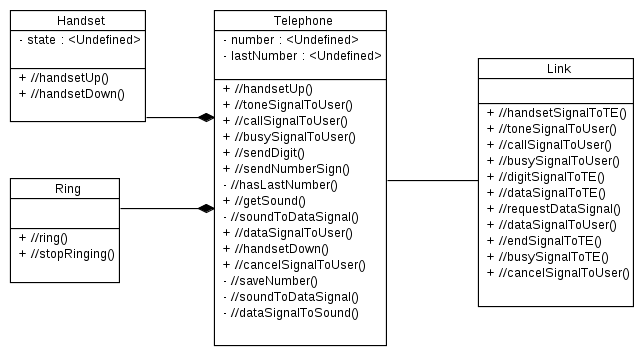 Handset
- state : <Undefined>
+ //handsetUp()
+ //handsetDown()
Ring
+ //ring()
+ //stopRinging()
Telephone
- number : <Undefined>
- lastNumber : <Undefined>
+ //handsetUp()
+ //toneSignalToUser()
+ //callSignalToUser()
+ //busySignalToUser()
+ //sendDigit()
+ //sendNumberSign()
- //hasLastNumber()
+ //getSound()
- //soundToDataSignal()
+ //dataSignalToUser()
+ //handsetDown()
+ //cancelSignalToUser()
- //saveNumber()
- //soundToDataSignal()
- //dataSignalToSound()
Link
+ //handsetSignalToTE()
+ //toneSignalToUser()
+ //callSignalToUser()
+ //busySignalToUser()
+ //digitSignalToTE()
+ //dataSignalToTE()
+ //requestDataSignal()
+ //dataSignalToUser()
+ //endSignalToTE()
+ //busySignalToTE()
+ //cancelSignalToUser()